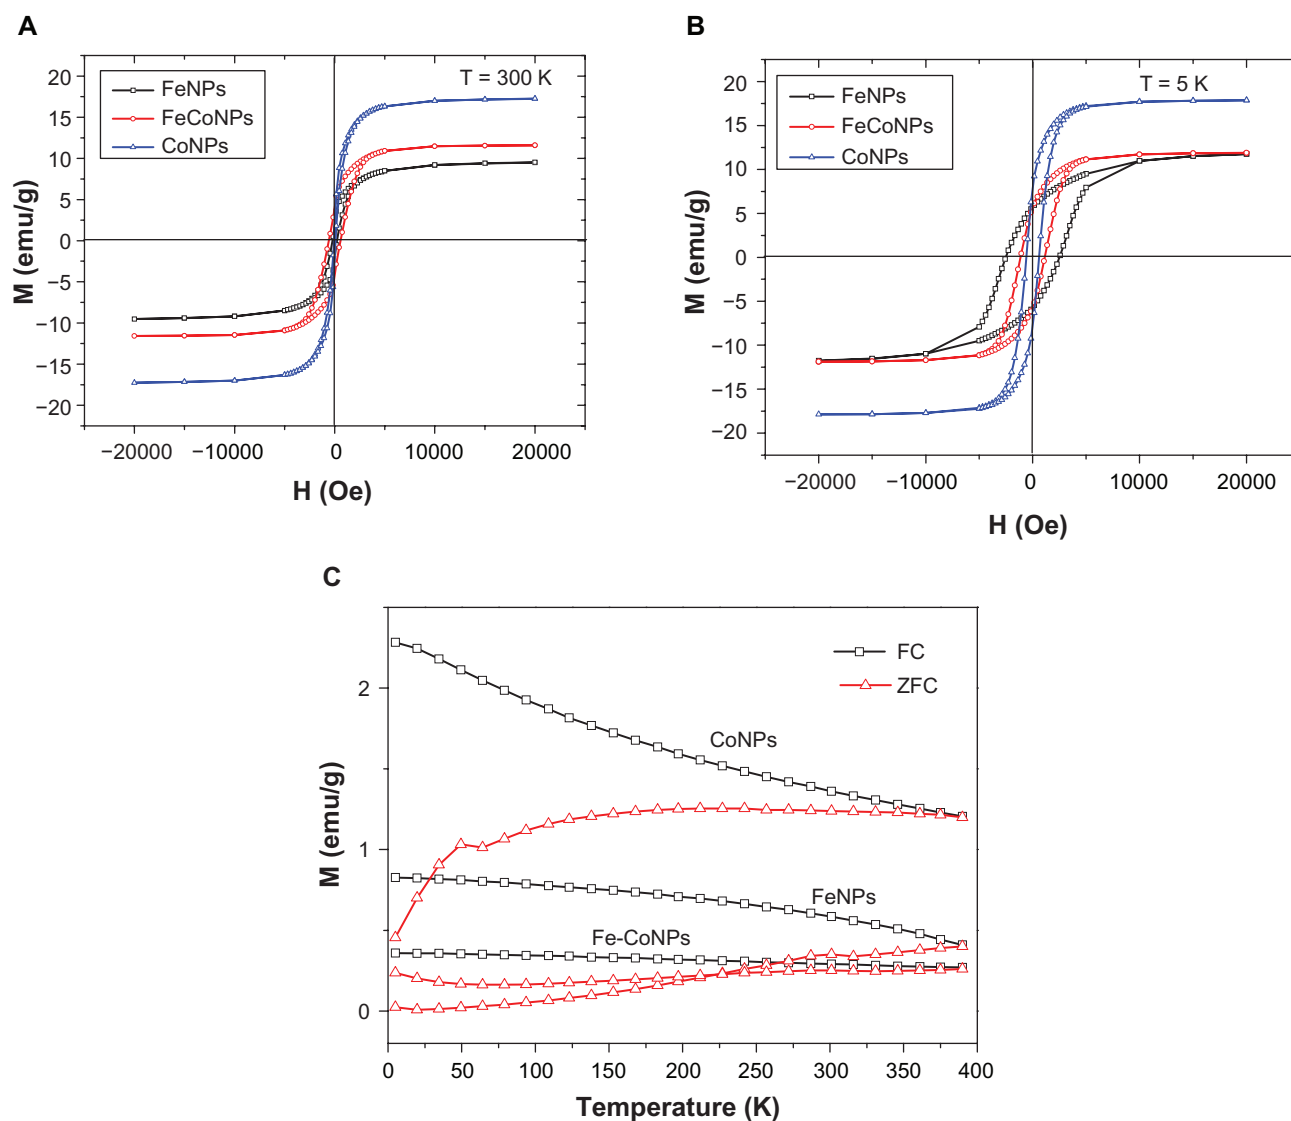 A
T = 300 K
FeNPs
FeCoNPs
CoNPs
M (emu/g)
20
15
10
5
0
−5
−10
−15
−20
−20000
−10000
0
10000
20000
H (Oe)
B
T = 5 K
FeNPs
FeCoNPs
CoNPs
M (emu/g)
20
15
10
5
0
−5
−10
−15
−20
−20000
−10000
0
10000
20000
H (Oe)
C
FC
ZFC
CoNPs
FeNPs
Fe-CoNPs
M (emu/g)
2
1
0
0
50
100
150
200
250
300
350
400
Temperature (K)